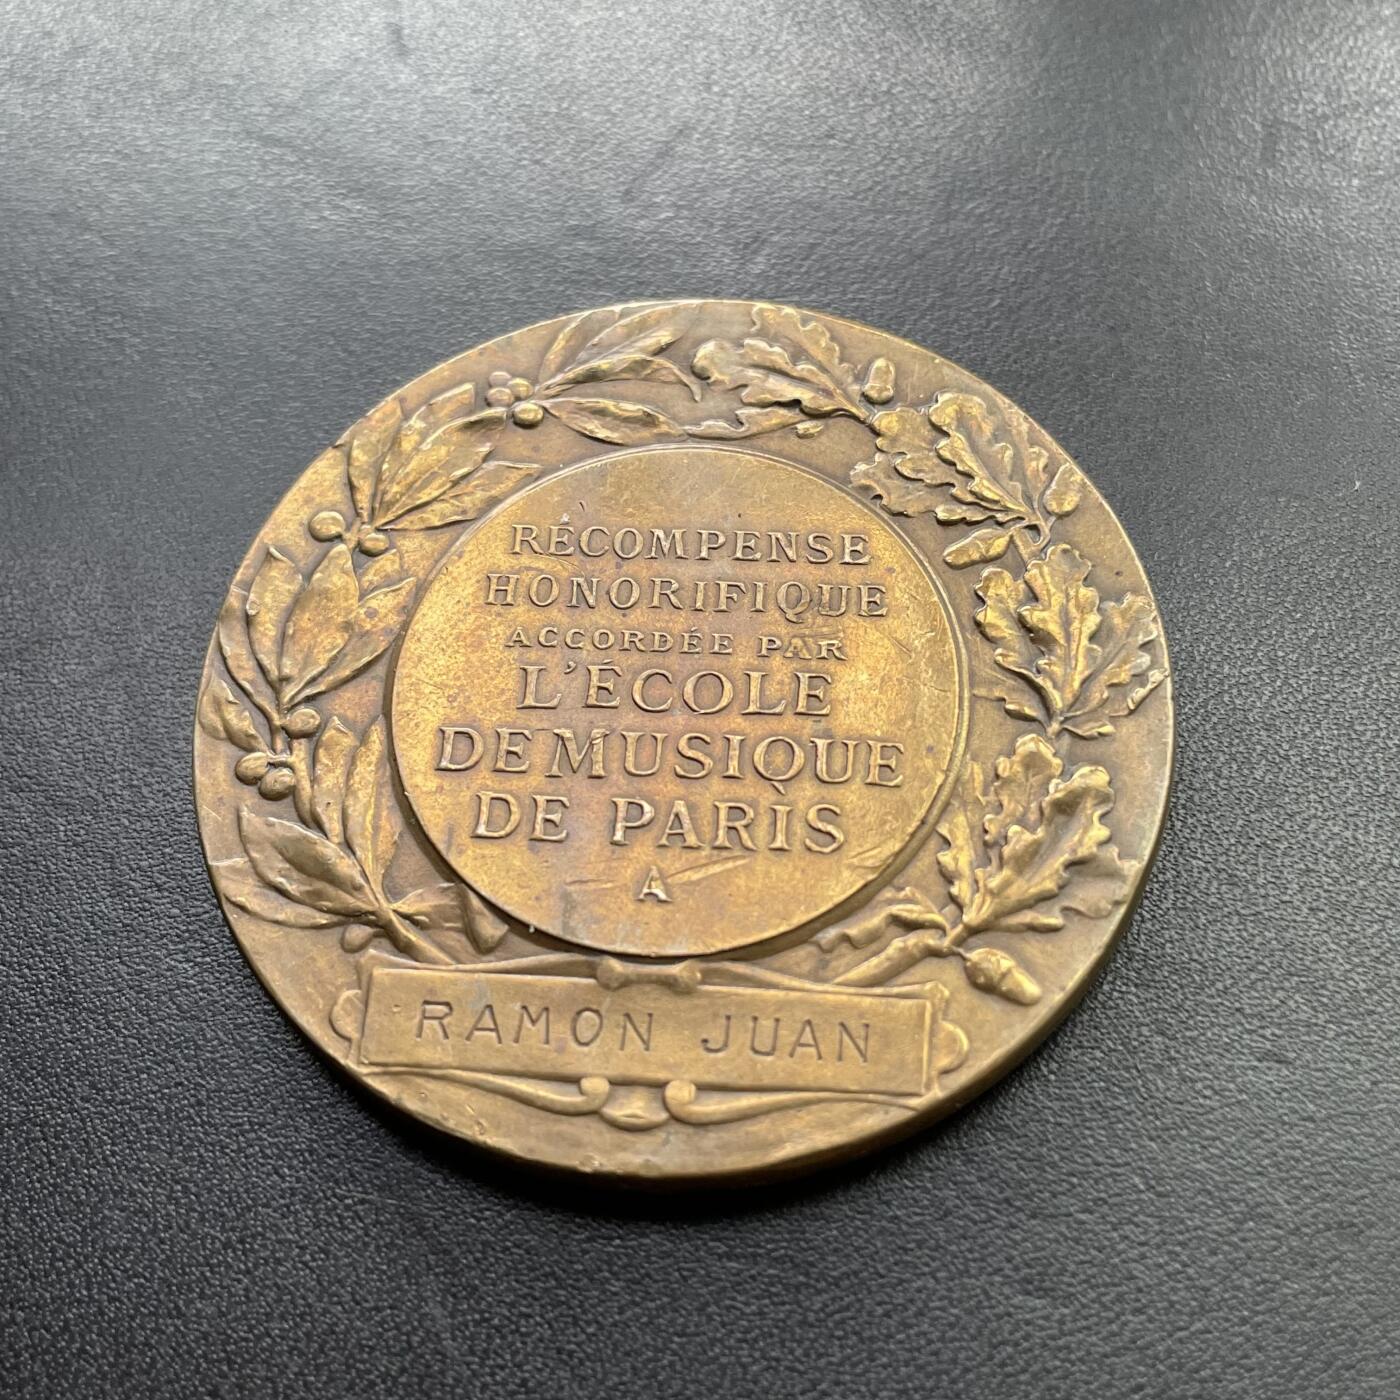 RÉCOMPENSE
HONORIFIQUE
ACCORDÉE PAR
L'ÉCOLE
DE MUSIQUE
DE PARIS
A
RAMON JUAN